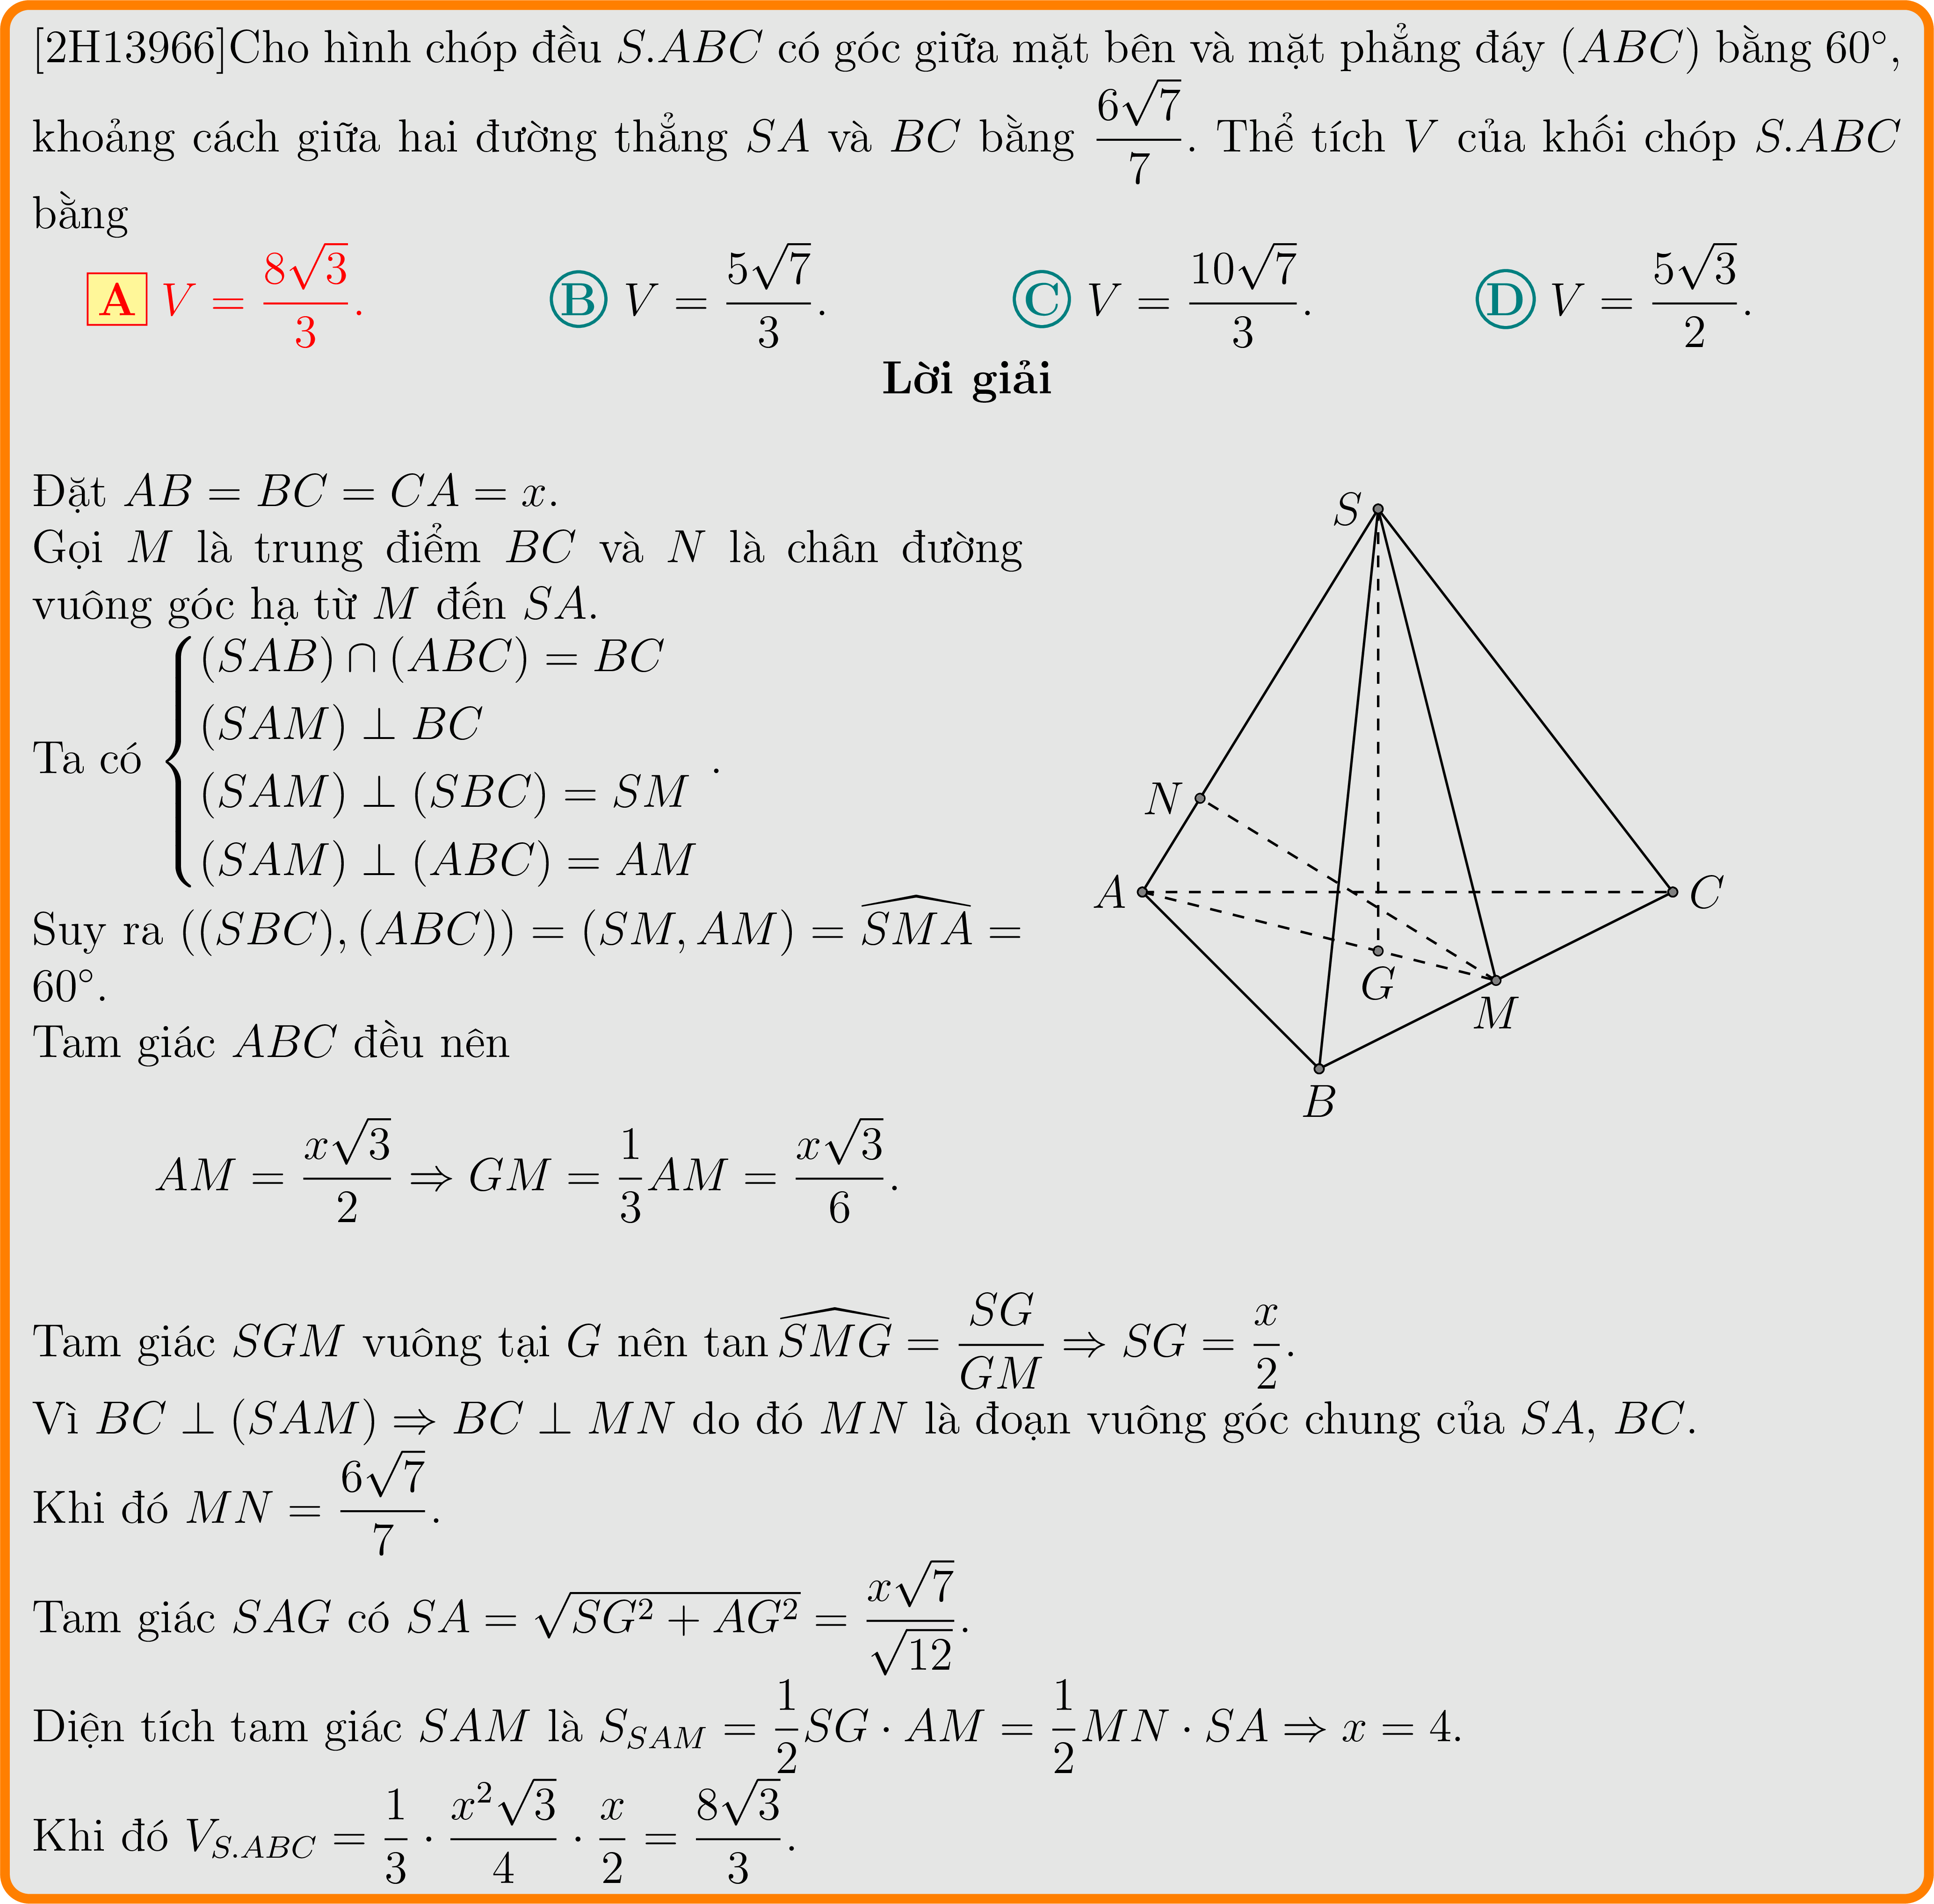 [2H13966]Cho hình chóp đều S.ABC có góc giữa mặt bên và mặt phẳng đáy (ABC) bằng 60°,
khoảng cách giữa hai đường thẳng SA và BC bằng $\frac{6\sqrt{7}}{7}$. Thể tích V của khối chóp S.ABC
bằng
A $V = \frac{8\sqrt{3}}{3}$. B $V = \frac{5\sqrt{7}}{3}$. C $V = \frac{10\sqrt{7}}{3}$. D $V = \frac{5\sqrt{3}}{2}$.
Lời giải
Đặt AB = BC = CA = x.
Gọi M là trung điểm BC và N là chân đường
vuông góc hạ từ M đến SA.
Ta có $\begin{cases} (SAB) \cap (ABC) = BC \\ (SAM) \perp BC \\ (SAM) \perp (SBC) = SM \\ (SAM) \perp (ABC) = AM \end{cases}$.
Suy ra $((SBC), (ABC)) = (SM, AM) = \widehat{SMA} =$
60°.
Tam giác ABC đều nên
$AM = \frac{x\sqrt{3}}{2} \Rightarrow GM = \frac{1}{3}AM = \frac{x\sqrt{3}}{6}$.
S
N
A
C
G
M
B
Tam giác SGM vuông tại G nên $\tan \widehat{SMG} = \frac{SG}{GM} \Rightarrow SG = \frac{x}{2}$.
Vì $BC \perp (SAM) \Rightarrow BC \perp MN$ do đó MN là đoạn vuông góc chung của SA, BC.
Khi đó $MN = \frac{6\sqrt{7}}{7}$.
Tam giác SAG có $SA = \sqrt{SG^2 + AG^2} = \frac{x\sqrt{7}}{\sqrt{12}}$.
Diện tích tam giác SAM là $S_{SAM} = \frac{1}{2}SG \cdot AM = \frac{1}{2}MN \cdot SA \Rightarrow x = 4$.
Khi đó $V_{S.ABC} = \frac{1}{3} \cdot \frac{x^2\sqrt{3}}{4} \cdot \frac{x}{2} = \frac{8\sqrt{3}}{3}$.